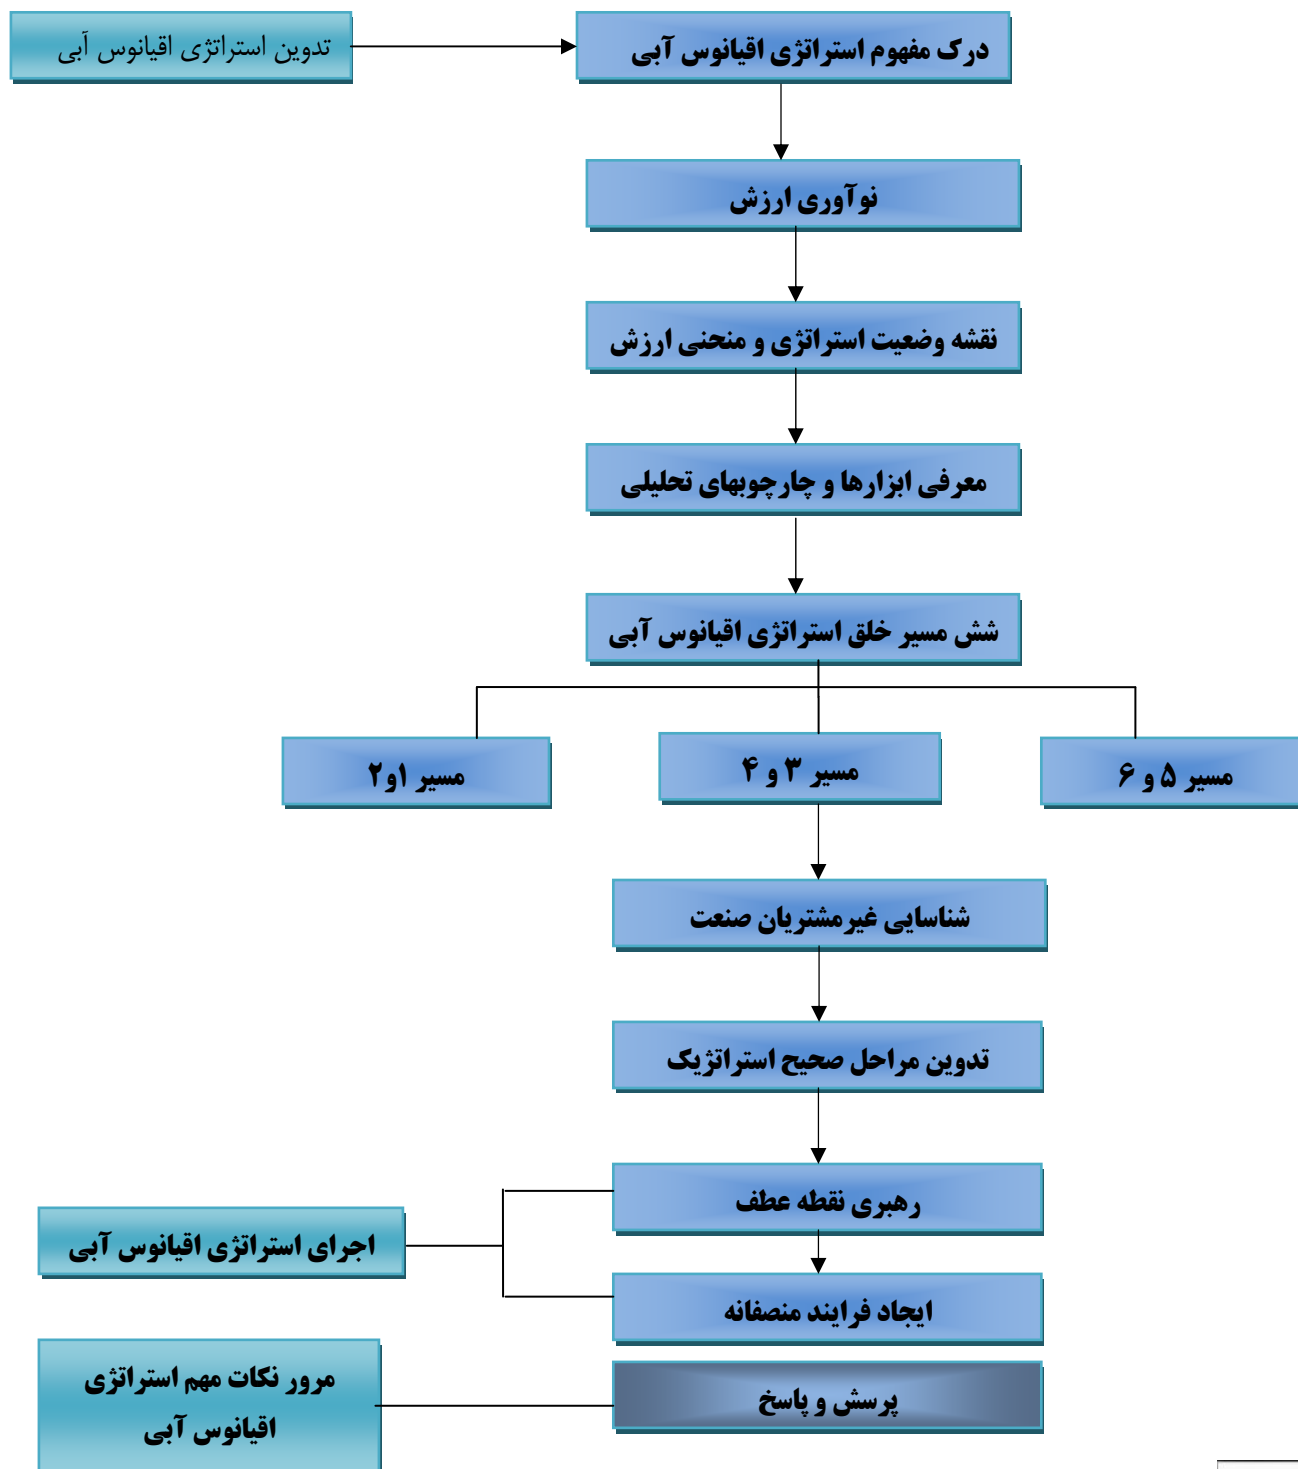 تدوین استراتژی اقیانوس آبی
درک مفهوم استراتژی اقیانوس آبی
نوآوری ارزش
نقشه وضعیت استراتژی و منحنی ارزش
معرفی ابزارها و چارچوبهای تحلیلی
شش مسیر خلق استراتژی اقیانوس آبی
مسیر ۵ و ۶
مسیر ۳ و ۴
مسیر ۱و۲
شناسایی غیرمشتریان صنعت
تدوین مراحل صحیح استراتژیک
رهبری نقطه عطف
اجرای استراتژی اقیانوس آبی
ایجاد فرایند منصفانه
مرور نکات مهم استراتژی
اقیانوس آبی
پرسش و پاسخ